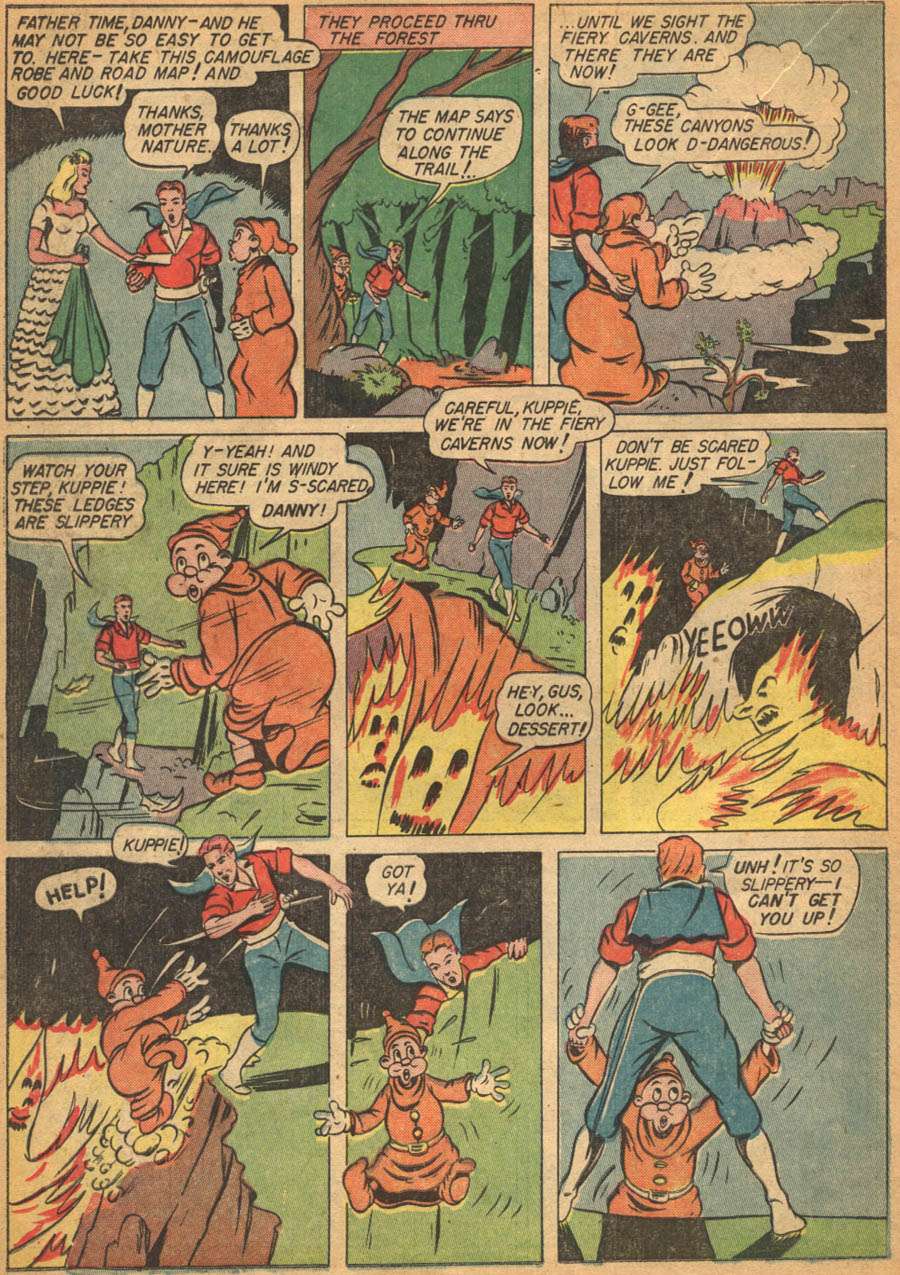 FATHER TIME, DANNY-AND HE
MAY NOT BE SO EASY TO GET
TO. HERE- TAKE THIS CAMOUFLAGE
ROBE AND ROAD MAP! AND
GOOD LUCK!
THANKS,
MOTHER
NATURE.
THANKS
A LOT!
THEY PROCEED THRU
THE FOREST
THE MAP SAYS
TO CONTINUE
ALONG THE
TRAIL!..
...UNTIL WE SIGHT THE
FIERY CAVERNS. AND
THERE THEY ARE
NOW!
G-GEE,
THESE CANYONS
LOOK D-DANGEROUS!
WATCH YOUR
STEP, KUPPIE!
THESE LEDGES
ARE SLIPPERY
Y-YEAH! AND
IT SURE IS WINDY
HERE! I'M S-SCARED,
DANNY!
CAREFUL, KUPPIE,
WE'RE IN THE FIERY
CAVERNS NOW!
HEY, GUS,
LOOK...
DESSERT!
DON'T BE SCARED
KUPPIE. JUST FOL-
LOW ME!
YEEOWW
HELP!
KUPPIE!
GOT
YA!
UNH! IT'S SO
SLIPPERY-I
CAN'T GET
YOU UP!